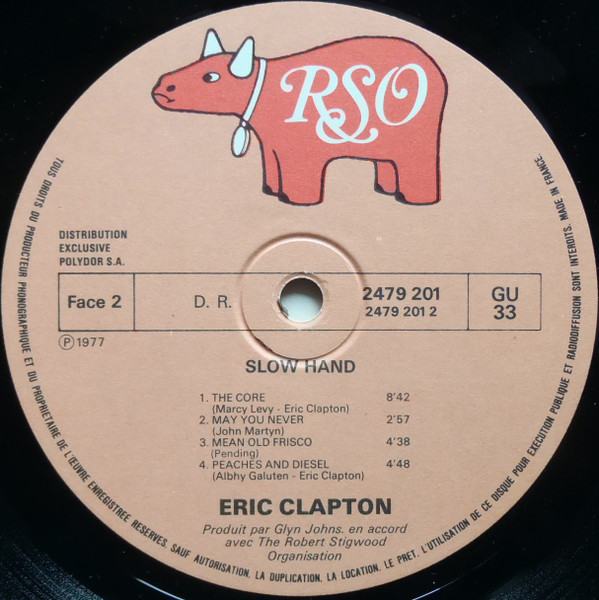 RSO
DISTRIBUTION
EXCLUSIVE
POLYDOR S.A.
Face 2
D. R.
2479 201
2479 201 2
GU
33
Ⓟ 1977
SLOW HAND
1. THE CORE 8'42
(Marcy Levy - Eric Clapton)
2. MAY YOU NEVER 2'57
(John Martyn)
3. MEAN OLD FRISCO 4'38
(Pending)
4. PEACHES AND DIESEL 4'48
(Albhy Galuten - Eric Clapton)
ERIC CLAPTON
Produit par Glyn Johns. en accord
avec The Robert Stigwood
Organisation
TOUS DROITS DU PRODUCTEUR PHONOGRAPHIQUE ET DU PROPRIETAIRE DE L'ŒUVRE ENREGISTREE RESERVES. SAUF AUTORISATION, LA DUPLICATION, LA LOCATION, LE PRET, L'UTILISATION DE CE DISQUE POUR EXECUTION PUBLIQUE ET RADIODIFFUSION SONT INTERDITS. MADE IN FRANCE.